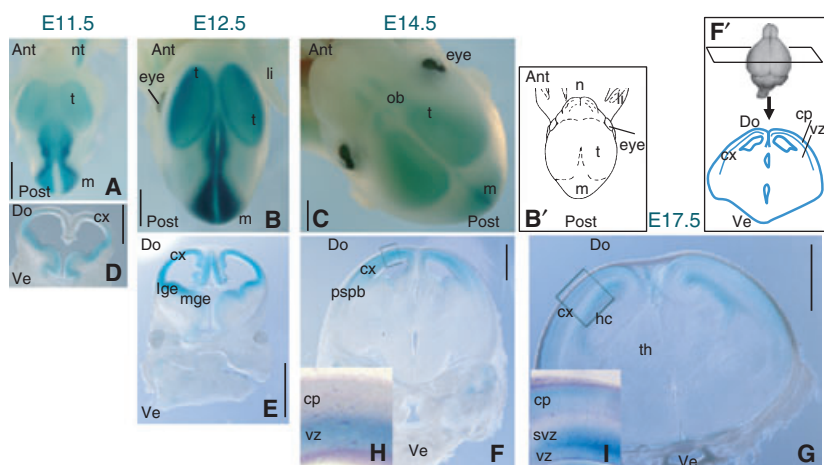 E11.5
Ant
nt
t
Post
m
A
Do
cx
Ve
D
E12.5
Ant
eye
t
li
t
Post
m
B
Do
cx
lge
mge
Ve
E
E14.5
Ant
eye
ob
t
m
C
Post
Do
cx
pspb
cp
vz
H
Ve
F
Ant
n
li
eye
t
m
B′
Post
E17.5
F′
Do
cp
vz
cx
Ve
Do
cx
hc
th
cp
svz
vz
I
Ve
G